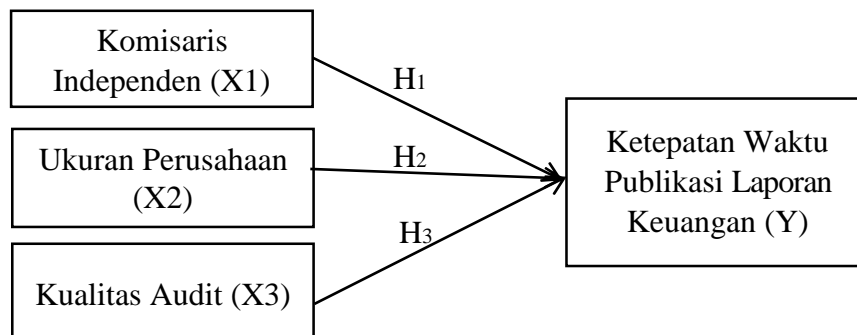 Komisaris
Independen (X1)
H1
Ukuran Perusahaan
(X2)
H2
Ketepatan Waktu
Publikasi Laporan
Keuangan (Y)
H3
Kualitas Audit (X3)